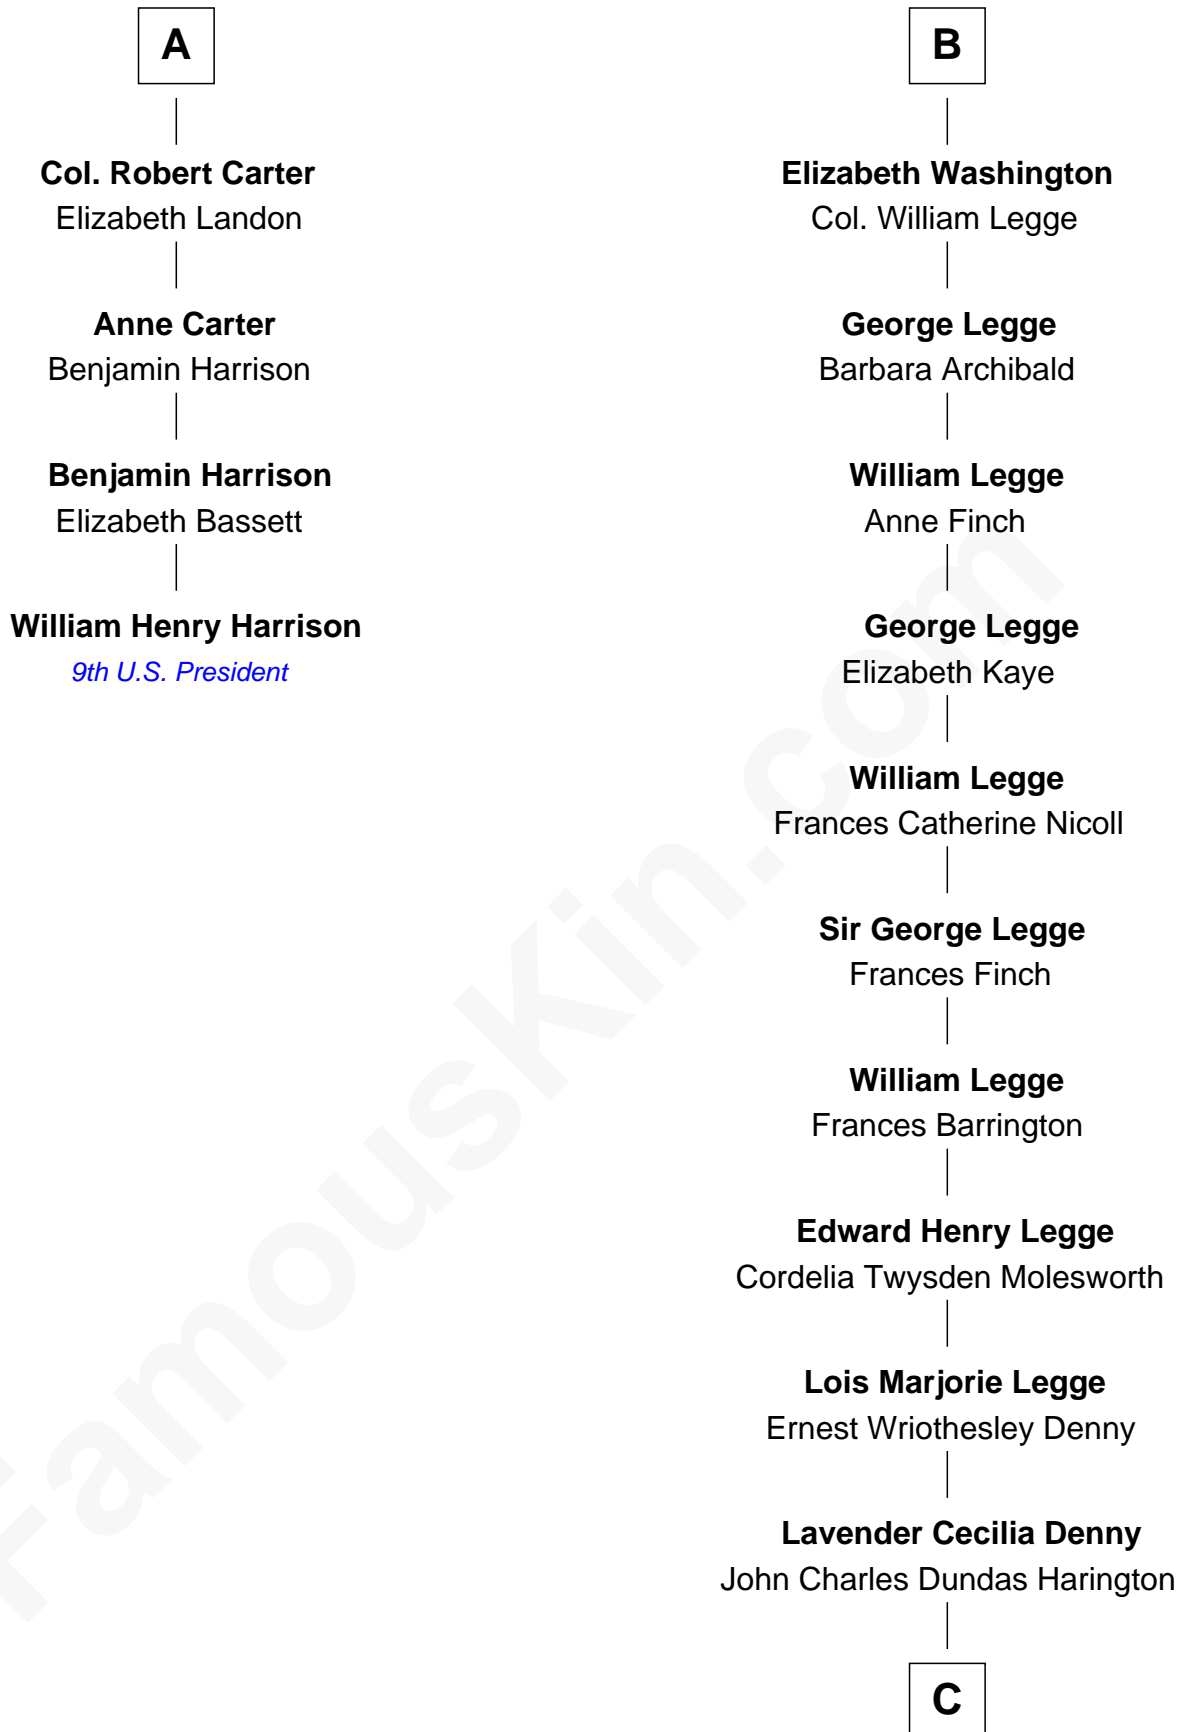 A
Col. Robert Carter
Elizabeth Landon
Anne Carter
Benjamin Harrison
Benjamin Harrison
Elizabeth Bassett
William Henry Harrison
9th U.S. President
B
Elizabeth Washington
Col. William Legge
George Legge
Barbara Archibald
William Legge
Anne Finch
George Legge
Elizabeth Kaye
William Legge
Frances Catherine Nicoll
Sir George Legge
Frances Finch
William Legge
Frances Barrington
Edward Henry Legge
Cordelia Twysden Molesworth
Lois Marjorie Legge
Ernest Wriothesley Denny
Lavender Cecilia Denny
John Charles Dundas Harington
C
FamousKin.com